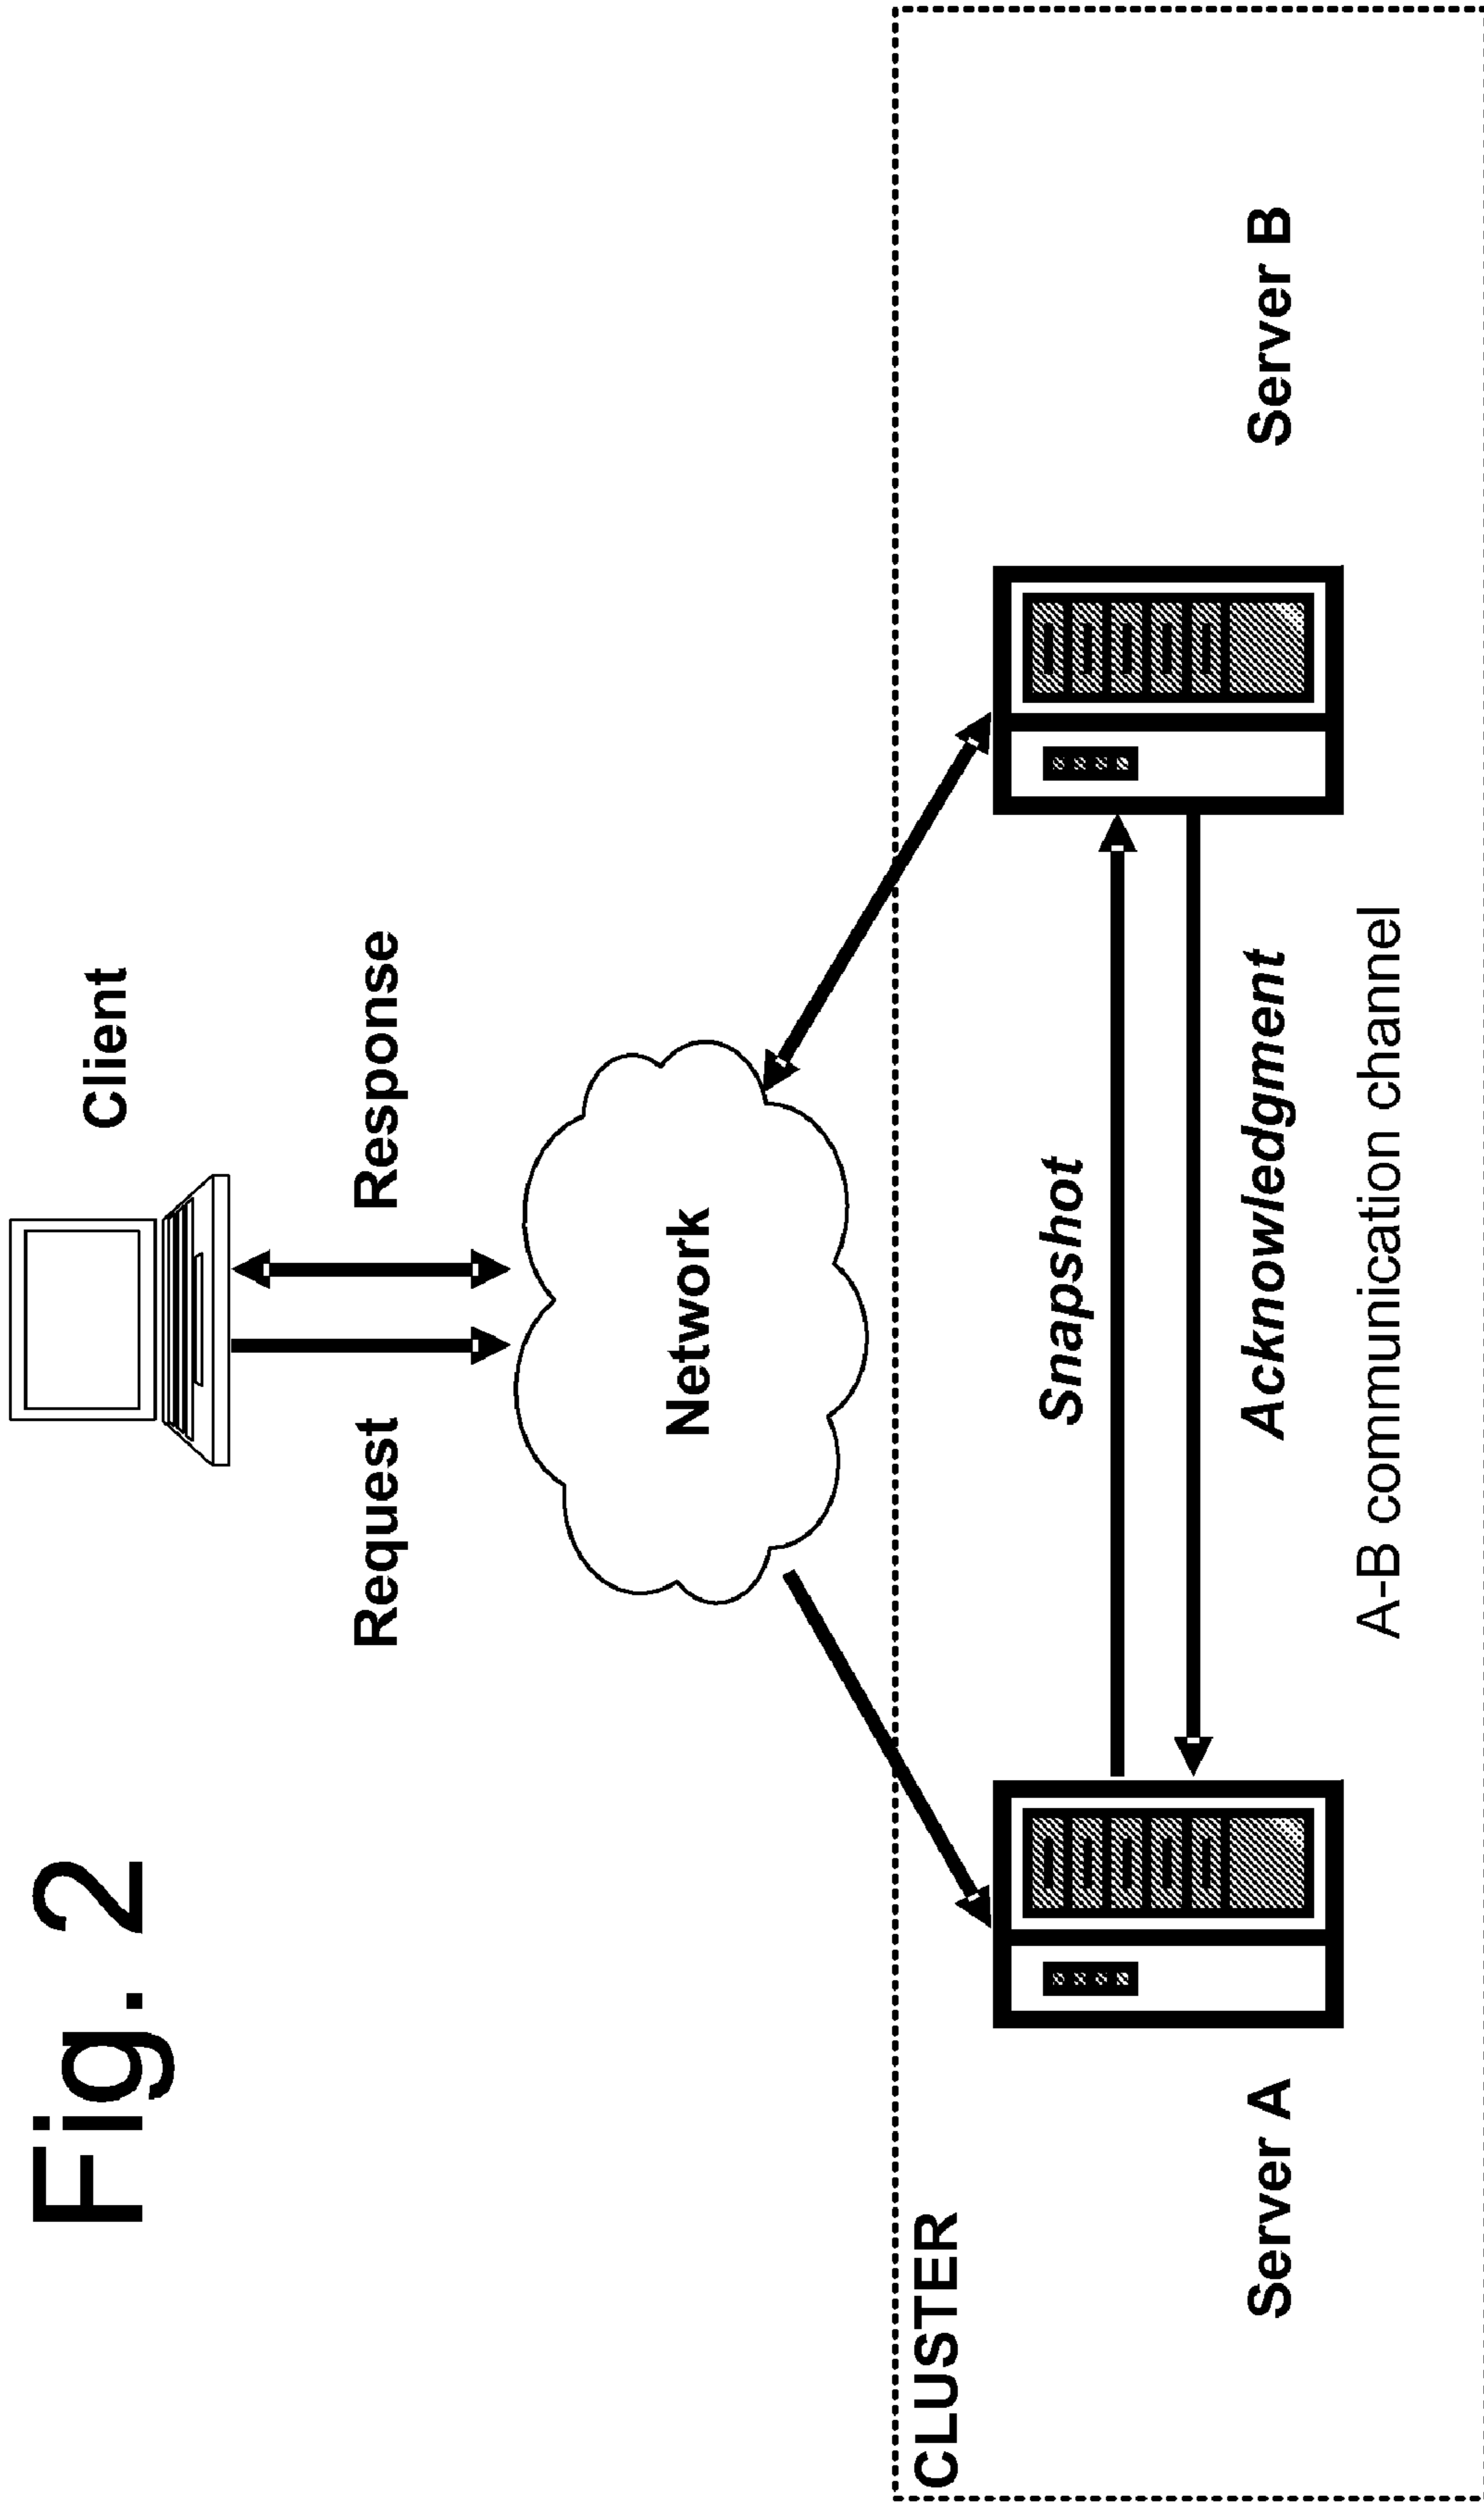 Fig. 2
Client
Request
Response
Network
CLUSTER
Snapshot
Server A
Acknowledgment
Server B
A-B communication channel